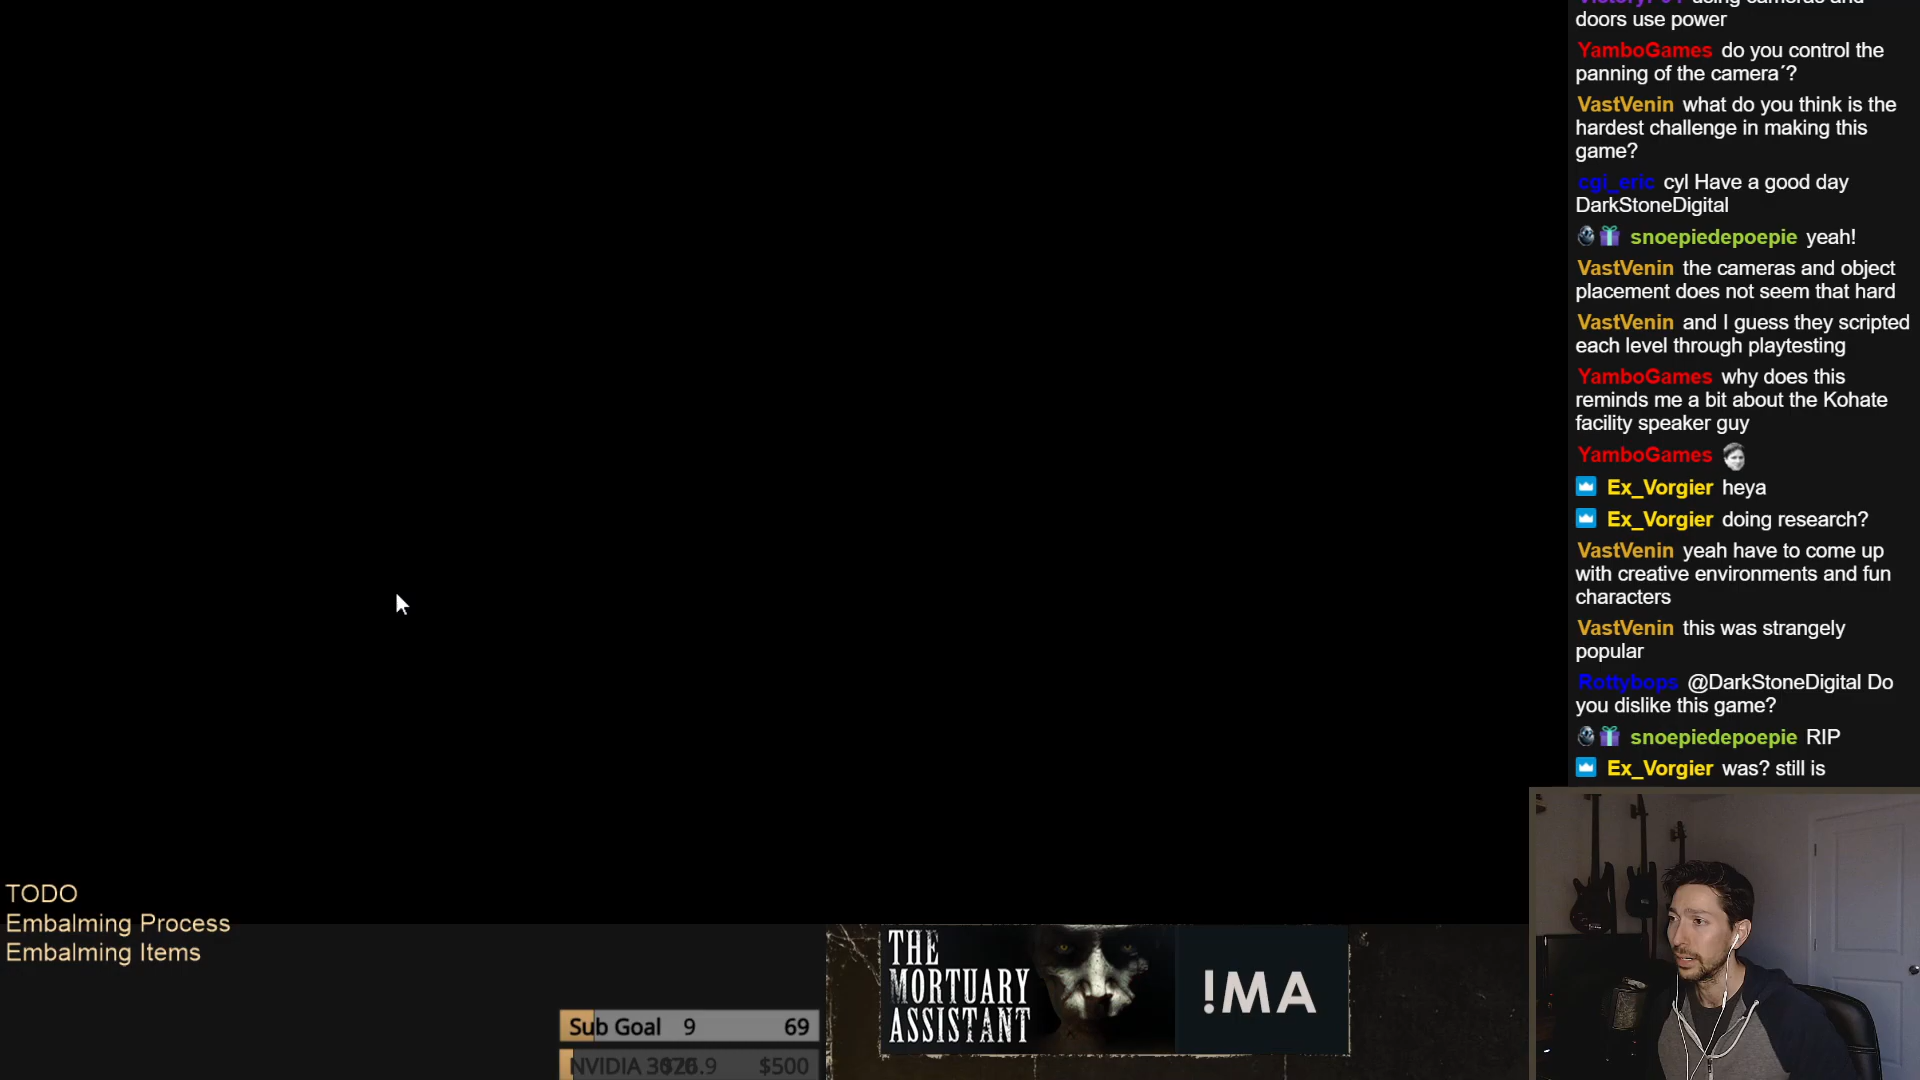 doors use power
YamboGames do you control the
panning of the camera´?
VastVenin what do you think is the
hardest challenge in making this
game?
cgi_eric cyl Have a good day
DarkStoneDigital
snoepiedepoepie yeah!
VastVenin the cameras and object
placement does not seem that hard
VastVenin and I guess they scripted
each level through playtesting
YamboGames why does this
reminds me a bit about the Kohate
facility speaker guy
YamboGames
Ex_Vorgier heya
Ex_Vorgier doing research?
VastVenin yeah have to come up
with creative environments and fun
characters
VastVenin this was strangely
popular
Rottybops @DarkStoneDigital Do
you dislike this game?
snoepiedepoepie RIP
Ex_Vorgier was? still is
TODO
Embalming Process
Embalming Items
THE
MORTUARY
ASSISTANT
!MA
Sub Goal 9 69
NVIDIA $500